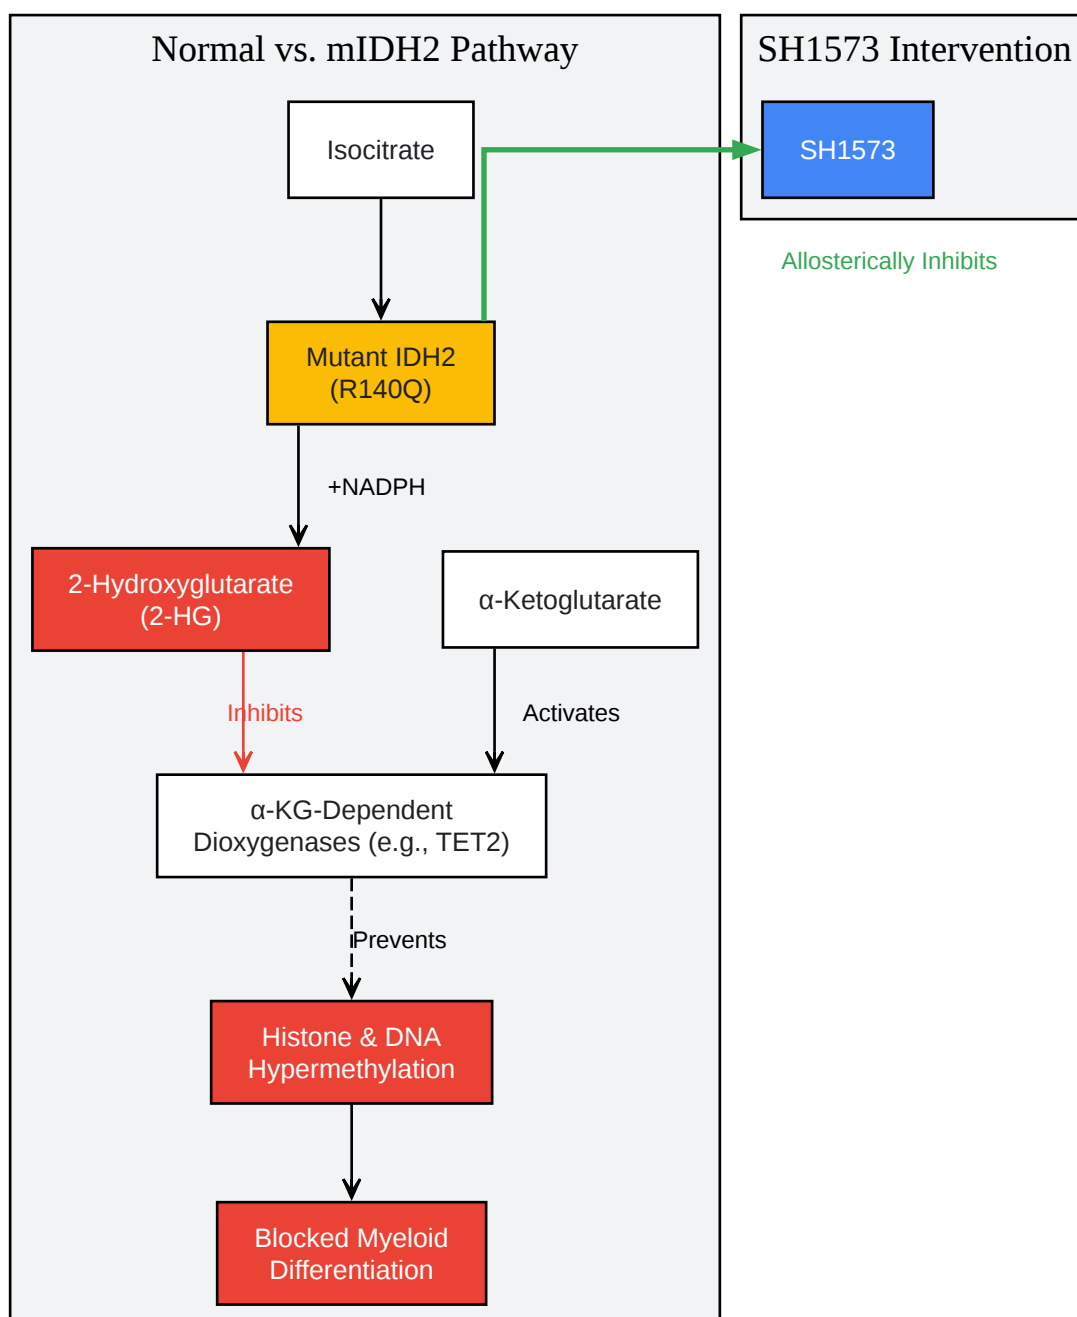 Normal vs. mIDH2 Pathway
SH1573 Intervention
Isocitrate
SH1573
Allosterically Inhibits
Mutant IDH2
(R140Q)
+NADPH
2-Hydroxyglutarate
(2-HG)
α-Ketoglutarate
Inhibits
Activates
α-KG-Dependent
Dioxygenases (e.g., TET2)
Prevents
Histone & DNA
Hypermethylation
Blocked Myeloid
Differentiation